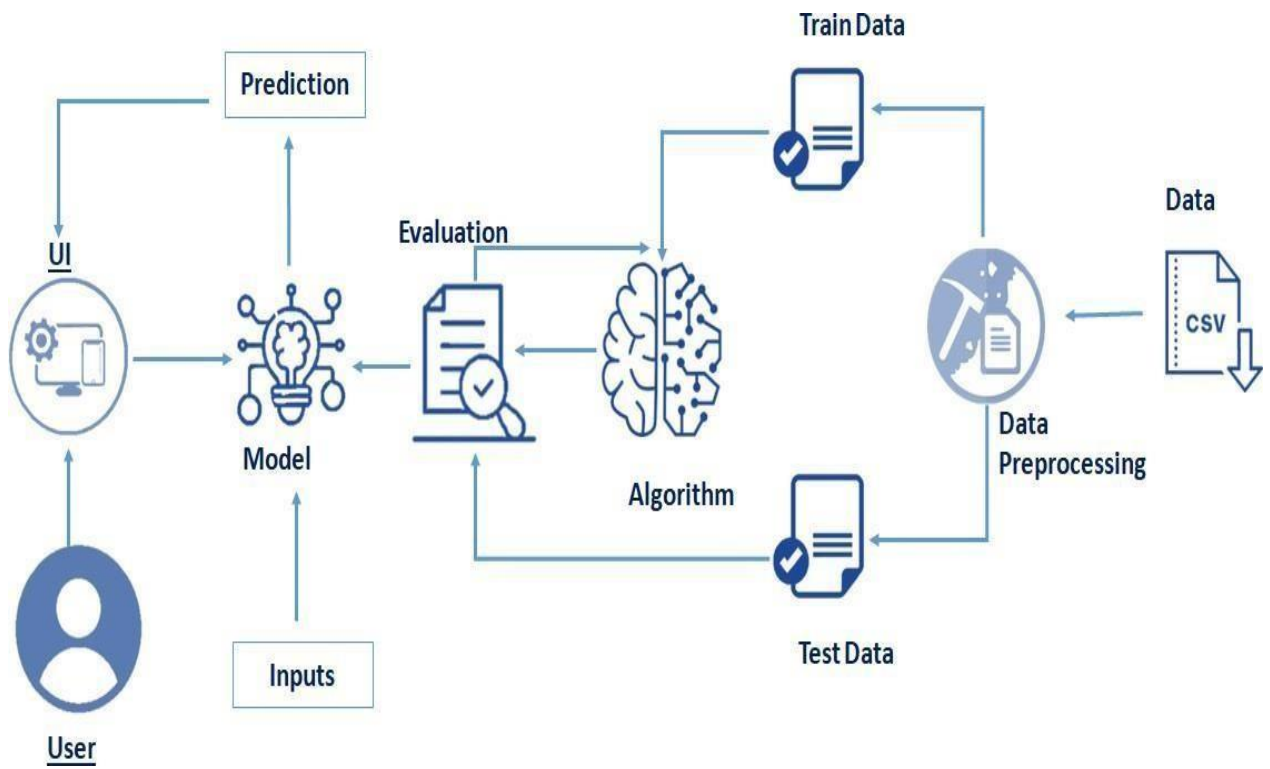 Train Data
Prediction
Data
Evaluation
UI
CSV
Data
Preprocessing
Model
Algorithm
Test Data
Inputs
User